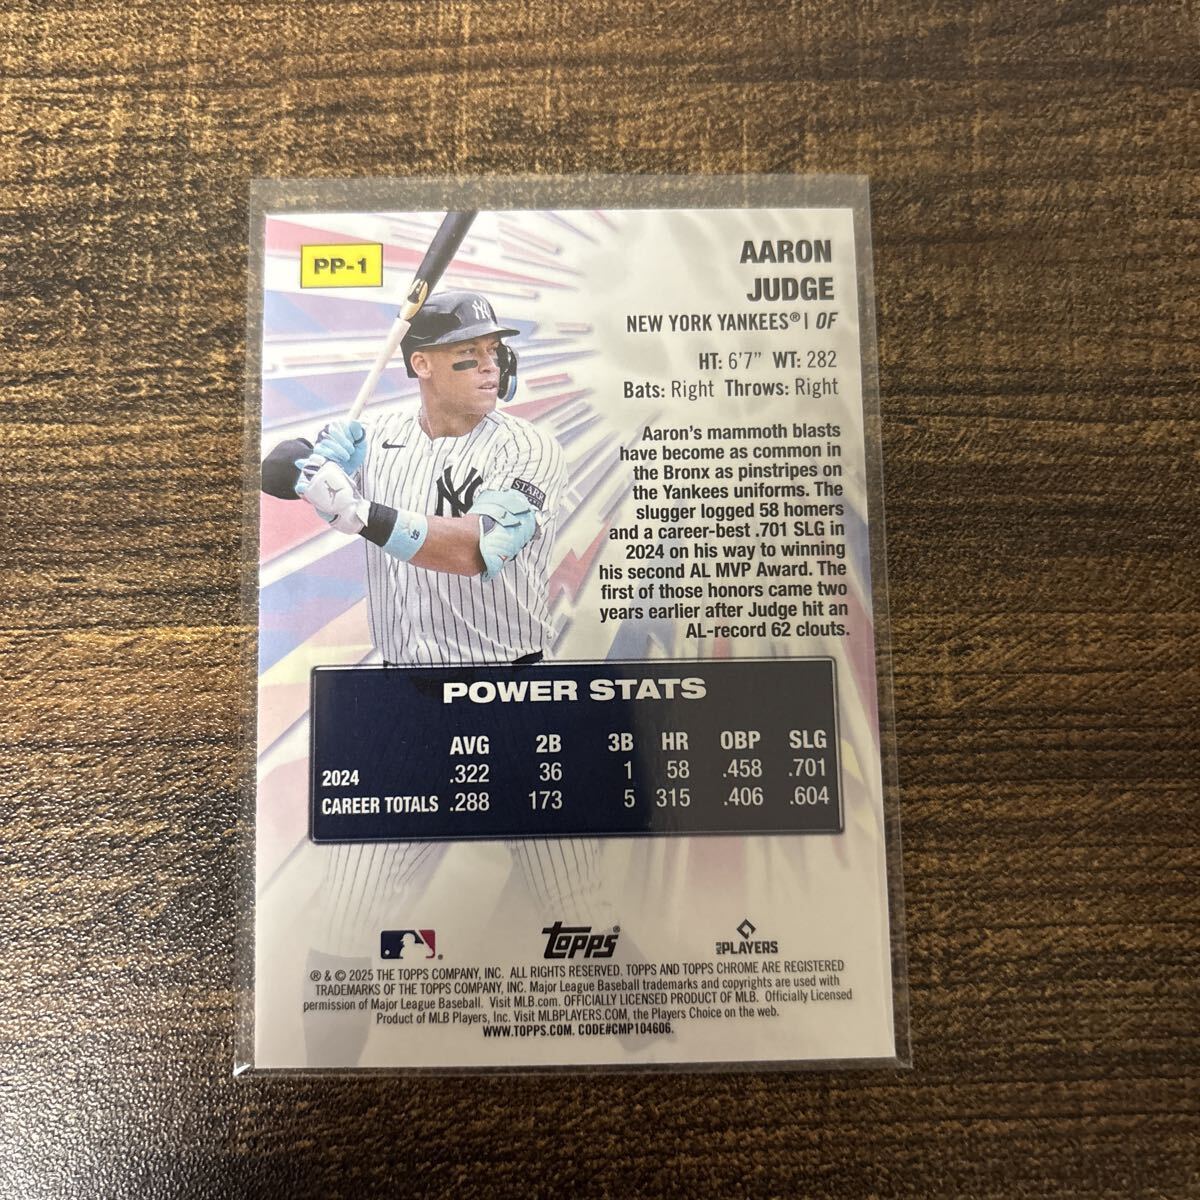 PP-1
AARON
JUDGE
NEW YORK YANKEES® | OF
HT: 6'7" WT: 282
Bats: Right Throws: Right
Aaron's mammoth blasts
have become as common in
the Bronx as pinstripes on
the Yankees uniforms. The
slugger logged 58 homers
and a career-best .701 SLG in
2024 on his way to winning
his second AL MVP Award. The
first of those honors came two
years earlier after Judge hit an
AL-record 62 clouts.
NY
NY
STARR
POWER STATS
AVG 2B 3B HR OBP SLG
2024 .322 36 1 58 .458 .701
CAREER TOTALS .288 173 5 315 .406 .604
topps®
MLB PLAYERS
® & © 2025 THE TOPPS COMPANY, INC. ALL RIGHTS RESERVED. TOPPS AND TOPPS CHROME ARE REGISTERED
TRADEMARKS OF THE TOPPS COMPANY, INC. Major League Baseball trademarks and copyrights are used with
permission of Major League Baseball. Visit MLB.com. OFFICIALLY LICENSED PRODUCT OF MLB. Officially Licensed
Product of MLB Players, Inc. Visit MLBPLAYERS.COM, the Players Choice on the web.
WWW.TOPPS.COM. CODE#CMP104606.